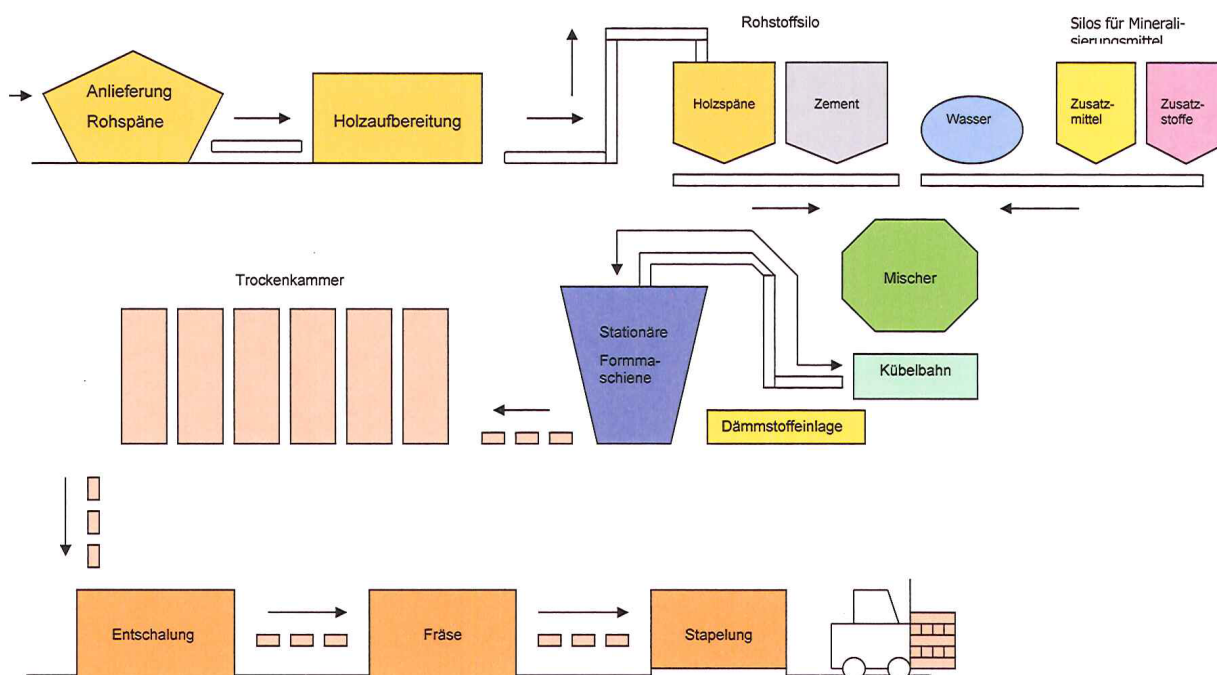 Rohstoffsilo
Silos für Minerali-
sierungsmittel
Anlieferung
Rohspäne
Holzaufbereitung
Holzspäne
Zement
Wasser
Zusatz-
mittel
Zusatz-
stoffe
Mischer
Trockenkammer
Stationäre
Formma-
schiene
Kübelbahn
Dämmstoffeinlage
Entschalung
Fräse
Stapelung